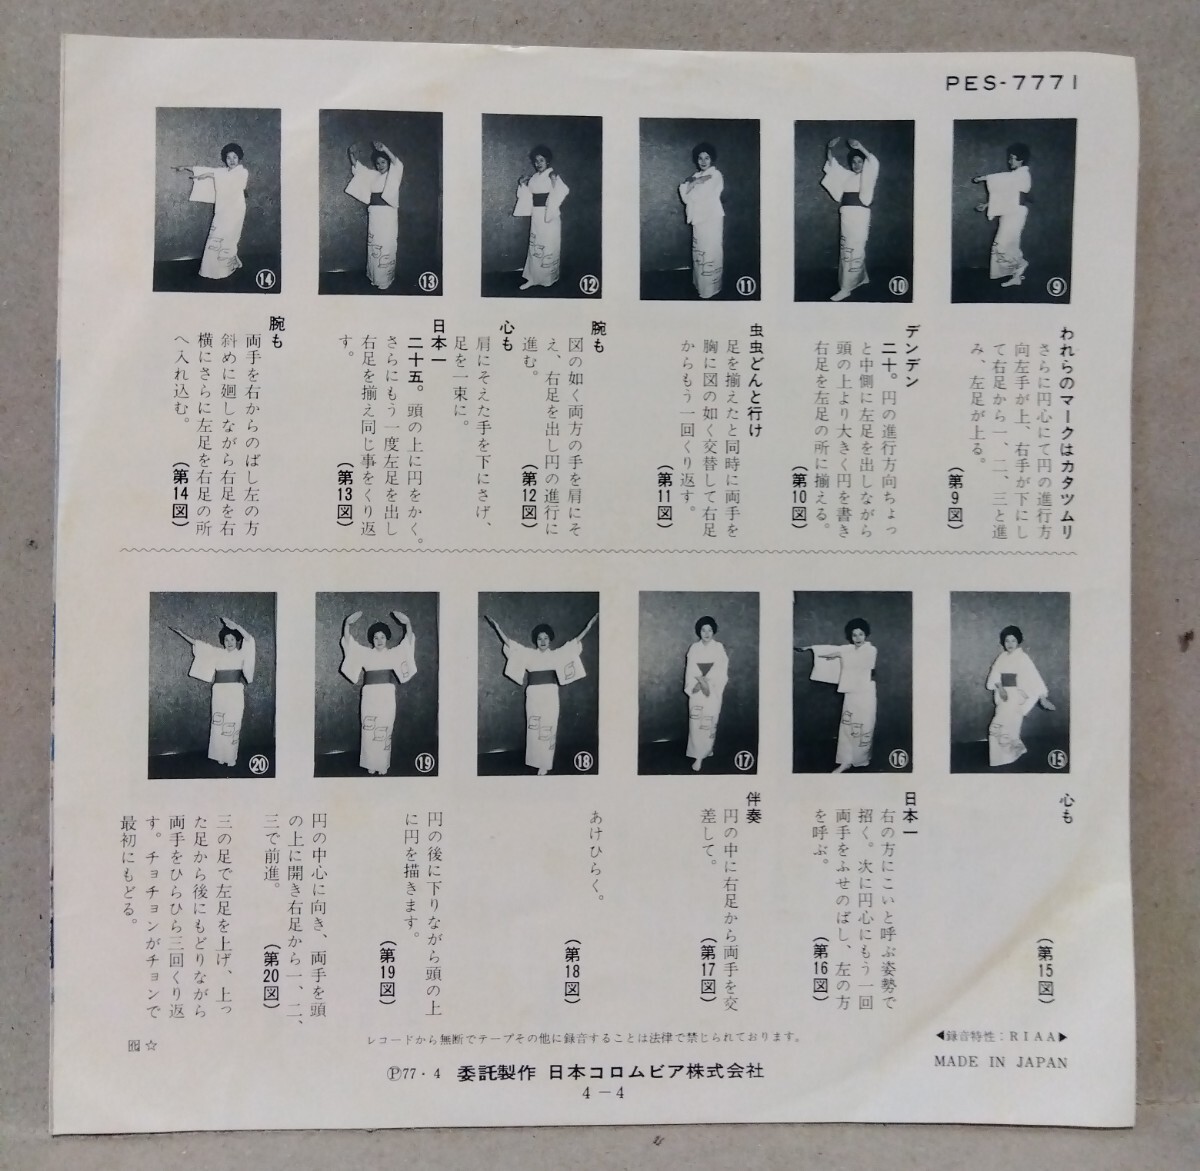 PES-7771
⑨
われらのマークはカタツムリ
さらに円心にて円の進行方
向左手が上、右手が下にし
て右足から一、二、三と進
み、左足が上る。
(第9図)
⑩
デンデン
二十。円の進行方向ちょっ
と中側に左足を出しながら
頭の上より大きく円を書き
右足を左足の所に揃える。
(第10図)
⑪
虫虫どんと行け
足を揃えたと同時に両手を
胸に図の如く交替して右足
からもう一回くり返す。
(第11図)
⑫
腕も
図の如く両方の手を肩にそ
え、右足を出し円の進行に
進む。
(第12図)
心も
肩にそえた手を下にさげ、
足を一束に。
⑬
日本一
二十五。頭の上に円をかく。
さらにもう一度左足を出し
右足を揃え同じ事をくり返
す。
(第13図)
⑭
腕も
両手を右からのばし左の方
斜めに廻しながら右足を右
横にさらに左足を右足の所
へ入れ込む。
(第14図)
⑮
心も
(第15図)
⑯
日本一
右の方にこいと呼ぶ姿勢で
招く。次に円心にもう一回
両手をふせのばし、左の方
を呼ぶ。
(第16図)
⑰
伴奏
円の中に右足から両手を交
差して。
(第17図)
⑱
あけひらく。
(第18図)
⑲
円の後に下りながら頭の上
に円を描きます。
(第19図)
⑳
円の中心に向き、両手を頭
の上に開き右足から一、二、
三で前進。
(第20図)
三の足で左足を上げ、上っ
た足から後にもどりながら
両手をひらひら三回くり返
す。チョチョンがチョンで
最初にもどる。
レコードから無断でテープその他に録音することは法律で禁じられております。
◀録音特性：RIAA▶
MADE IN JAPAN
☆
Ⓟ77・4 委託製作 日本コロムビア株式会社
4－4